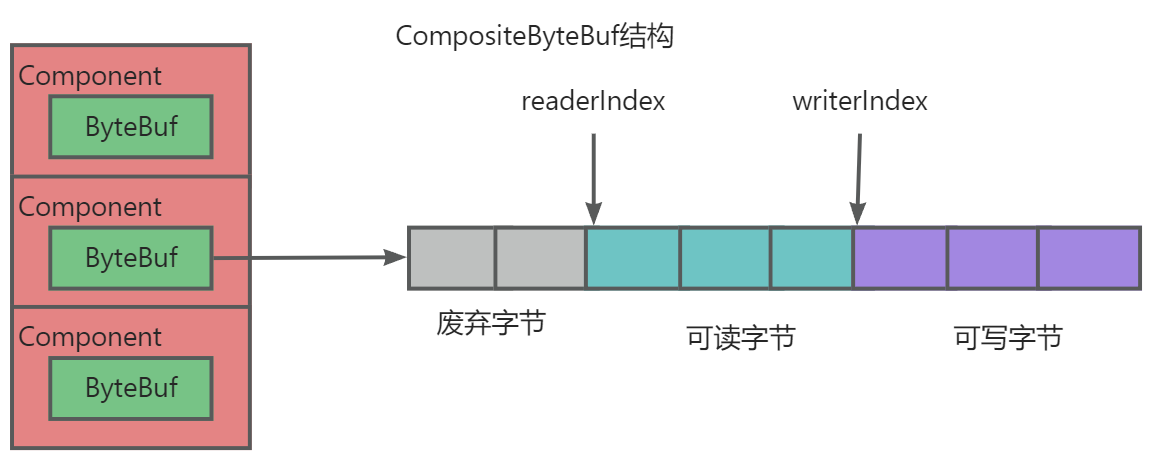 CompositeByteBuf结构
readerIndex
writerIndex
Component
ByteBuf
Component
ByteBuf
Component
ByteBuf
废弃字节
可读字节
可写字节